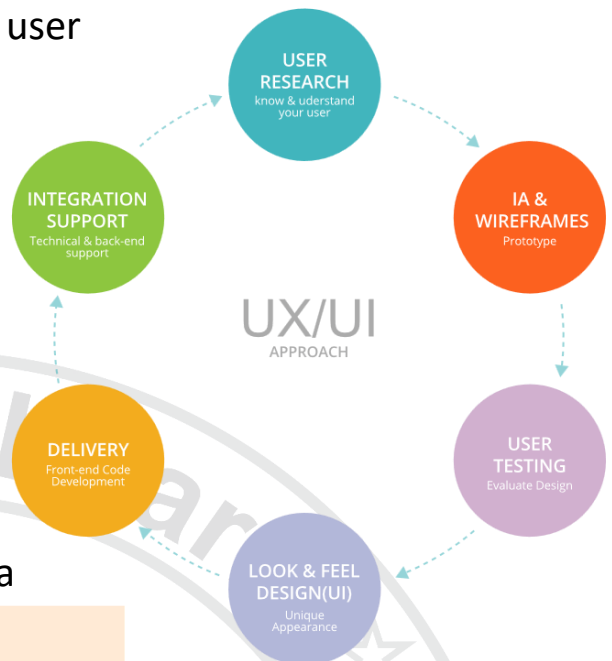 user
USER
RESEARCH
know & uderstand
your user
INTEGRATION
SUPPORT
Technical & back-end
support
IA &
WIREFRAMES
Prototype
UX/UI
APPROACH
DELIVERY
Front-end Code
Development
USER
TESTING
Evaluate Design
LOOK & FEEL
DESIGN(UI)
Unique
Appearance
a